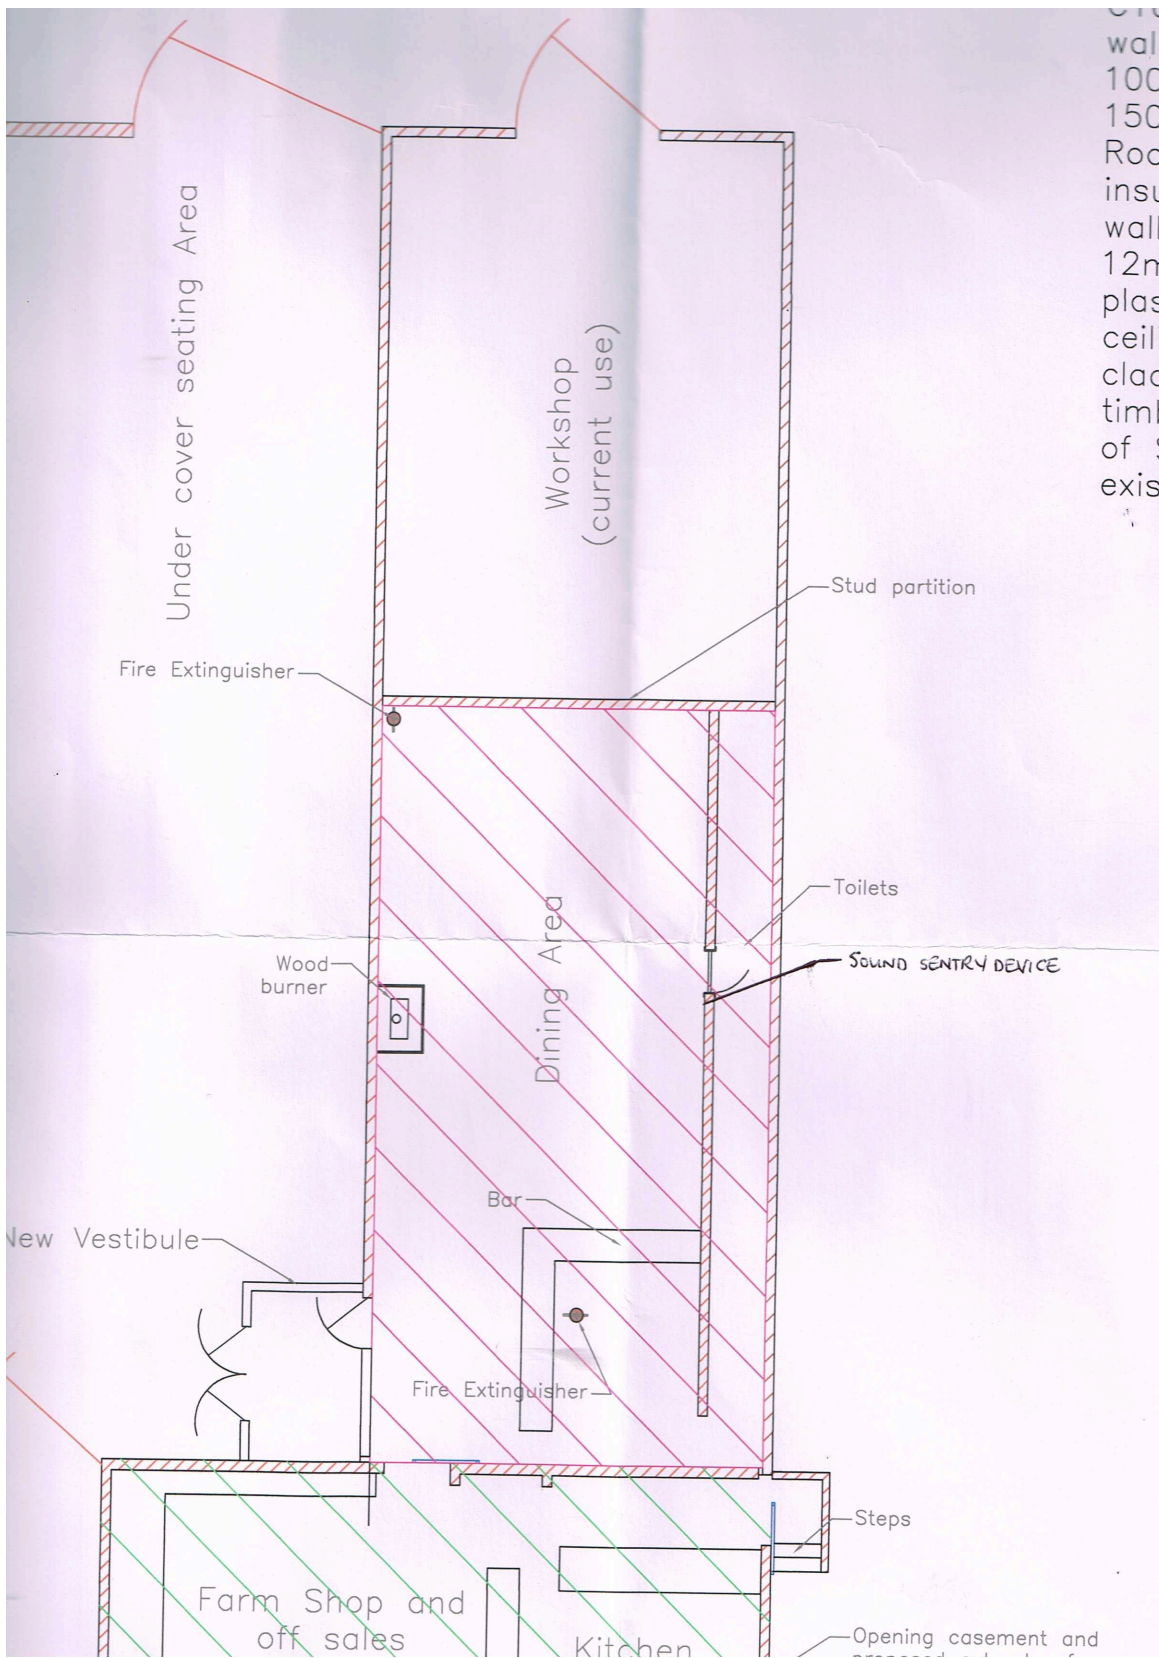 wal
100
150
Roo
insu
wall
12m
plas
ceil
clac
timb
of S
exis
Under cover seating Area
Workshop
(current use)
Stud partition
Fire Extinguisher
Toilets
SOUND SENTRY DEVICE
Wood
burner
Dining Area
Bar
New Vestibule
Fire Extinguisher
Steps
Farm Shop and
off sales
Kitchen
Opening casement and